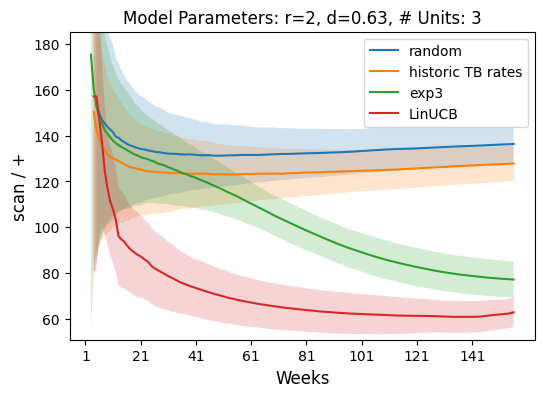 Model Parameters: r=2, d=0.63, # Units: 3
random
historic TB rates
exp3
LinUCB
scan / +
180
160
140
120
100
80
60
1 21 41 61 81 101 121 141
Weeks